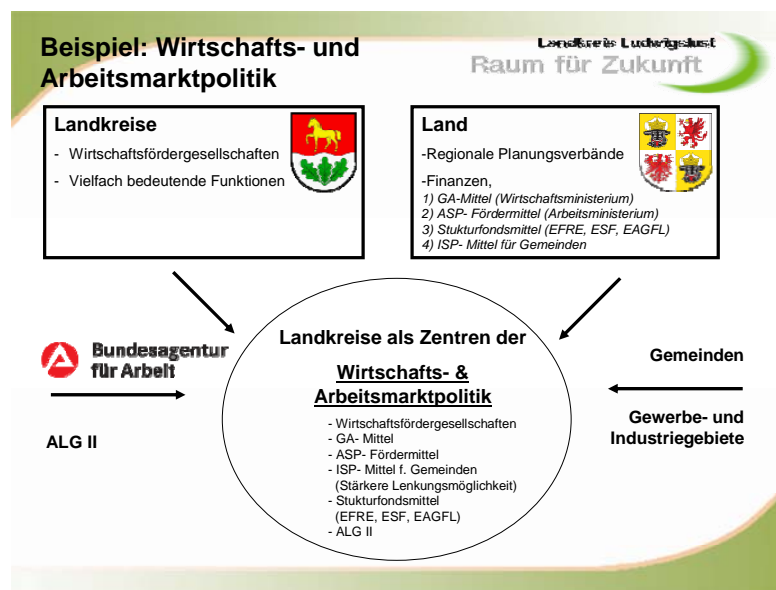 Beispiel: Wirtschafts- und
Arbeitsmarktpolitik
Landkreis Ludwigslust
Raum für Zukunft
Landkreise
- Wirtschaftsfördergesellschaften
- Vielfach bedeutende Funktionen
Land
-Regionale Planungsverbände
-Finanzen,
1) GA-Mittel (Wirtschaftsministerium)
2) ASP- Fördermittel (Arbeitsministerium)
3) Stukturfondsmittel (EFRE, ESF, EAGFL)
4) ISP- Mittel für Gemeinden
Bundesagentur
für Arbeit
ALG II
Landkreise als Zentren der
Wirtschafts- &
Arbeitsmarktpolitik
- Wirtschaftsfördergesellschaften
- GA- Mittel
- ASP- Fördermittel
- ISP- Mittel f. Gemeinden
(Stärkere Lenkungsmöglichkeit)
- Stukturfondsmittel
(EFRE, ESF, EAGFL)
- ALG II
Gemeinden
Gewerbe- und
Industriegebiete